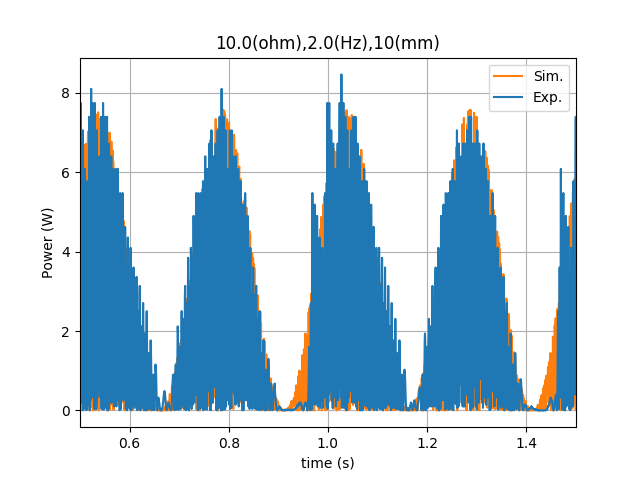 10.0(ohm),2.0(Hz),10(mm)
Sim.
Exp.
Power (W)
8
6
4
2
0
0.6 0.8 1.0 1.2 1.4
time (s)